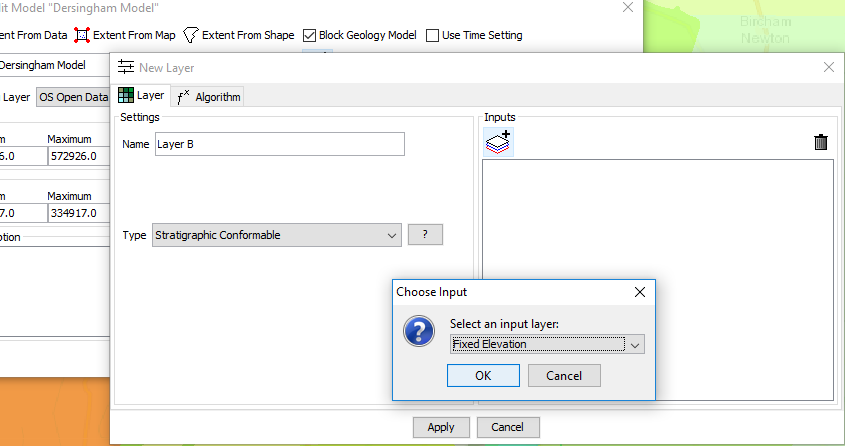 dit Model "Dersingham Model"
ent From Data Extent From Map Extent From Shape Block Geology Model Use Time Setting
Bircham
Newton
Dersingham Model
New Layer
Layer OS Open Data
Layer Algorithm
Settings
Inputs
Name Layer B
m Maximum
6.0 572926.0
m Maximum
7.0 334917.0
Type Stratigraphic Conformable ?
ption
Choose Input
Select an input layer:
Fixed Elevation
OK Cancel
Apply Cancel